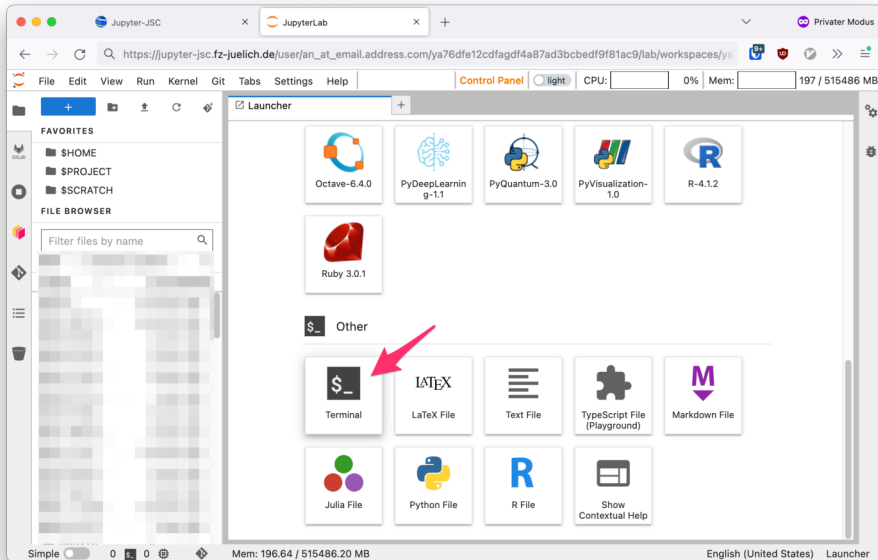 Jupyter-JSC
JupyterLab
Privater Modus
https://jupyter-jsc.fz-juelich.de/user/an_at_email.address.com/ya76dfe12cdfagdf4a87ad3bcbedf9f81ac9/lab/workspaces/ya
9+
File Edit View Run Kernel Git Tabs Settings Help
Control Panel light CPU: 0% Mem: 197 / 515486 MB
Launcher
FAVORITES
GitLab
$HOME
$PROJECT
$SCRATCH
FILE BROWSER
Filter files by name
Octave-6.4.0
PyDeepLearnin
g-1.1
PyQuantum-3.0
PyVisualization-
1.0
R
R-4.1.2
Ruby 3.0.1
$_ Other
$_
Terminal
LATEX
LaTeX File
Text File
TypeScript File
(Playground)
M
Markdown File
Julia File
Python File
R
R File
Show
Contextual Help
Simple 0 $_ 0 Mem: 196.64 / 515486.20 MB English (United States) Launcher